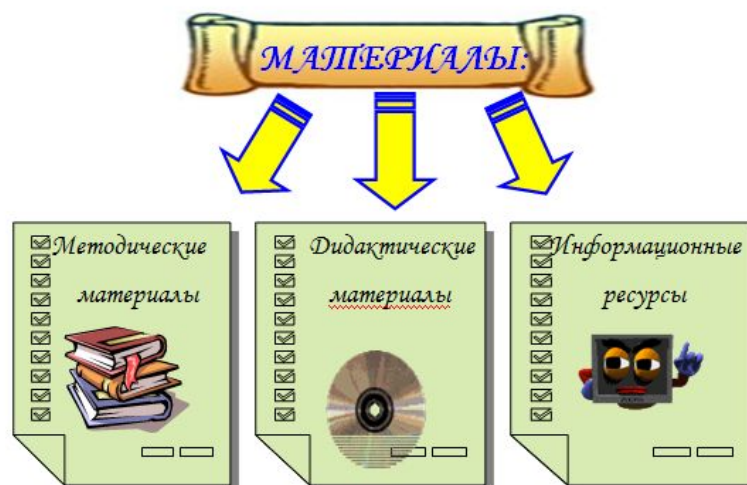 МАТЕРИАЛЫ:
Методические
материалы
Дидактические
материалы
Информационные
ресурсы